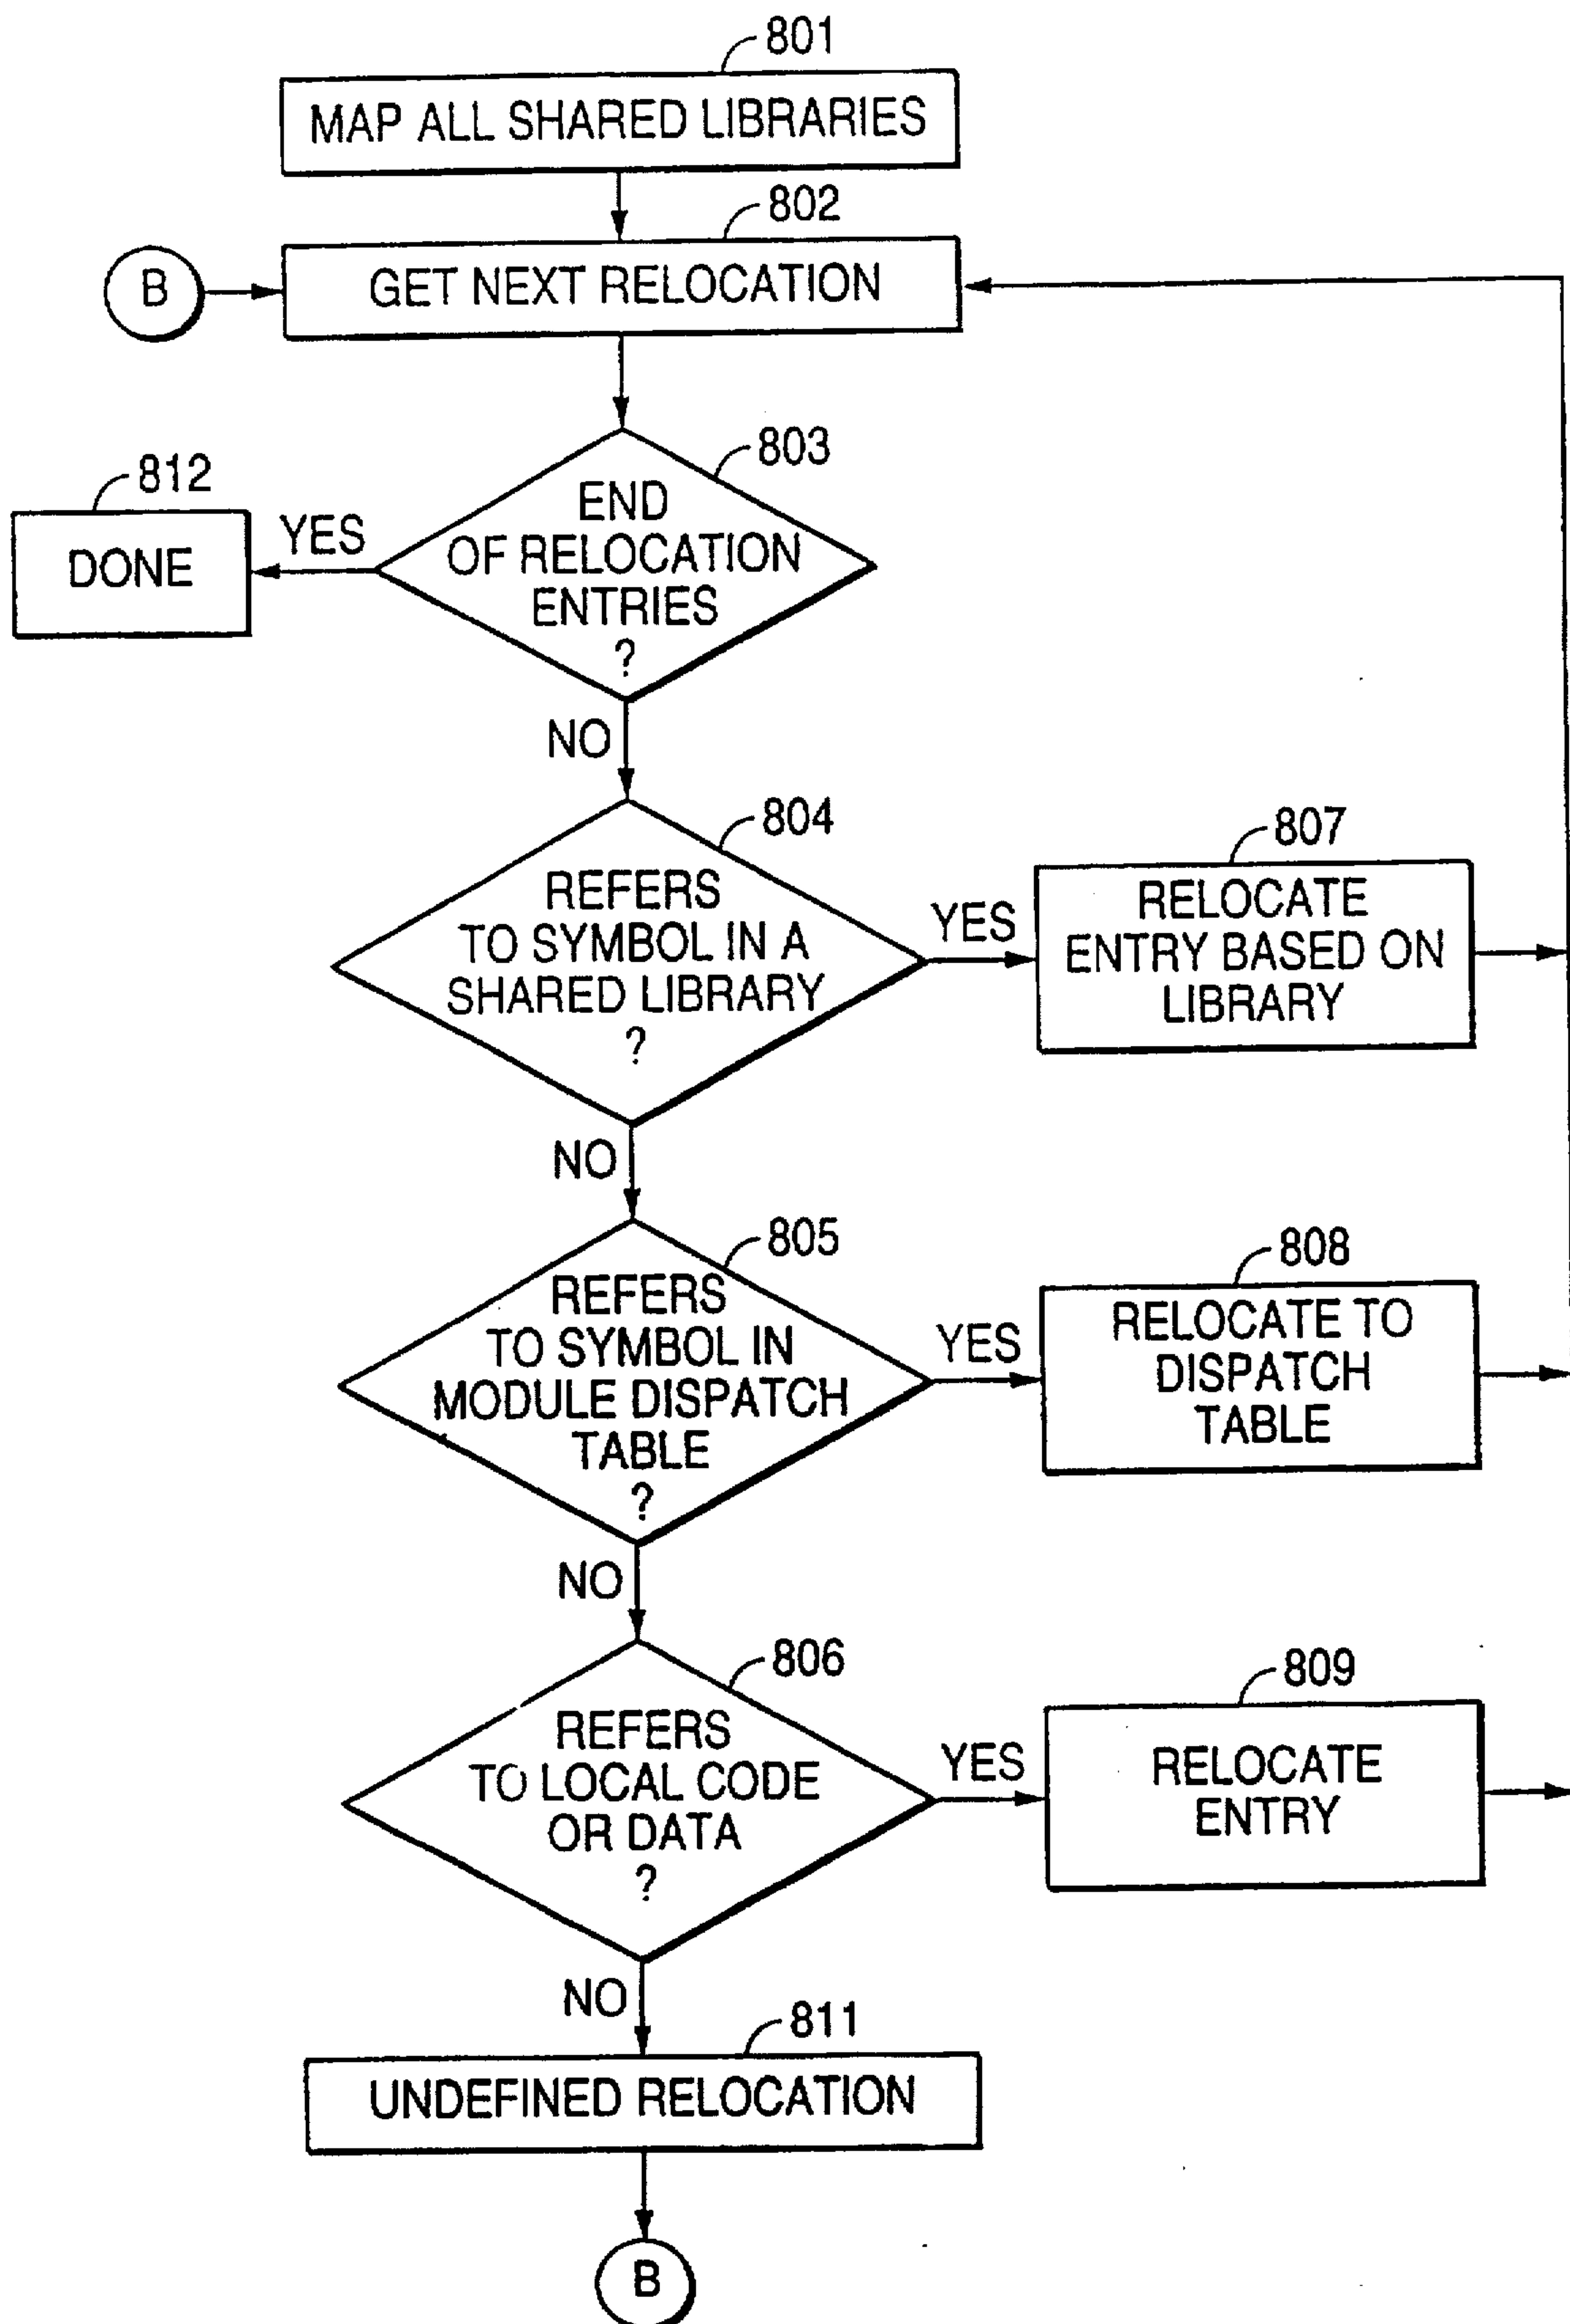 801
MAP ALL SHARED LIBRARIES
802
B
GET NEXT RELOCATION
803
812
END
OF RELOCATION
ENTRIES
?
YES
DONE
NO
804
807
REFERS
TO SYMBOL IN A
SHARED LIBRARY
?
YES
RELOCATE
ENTRY BASED ON
LIBRARY
NO
805
808
REFERS
TO SYMBOL IN
MODULE DISPATCH
TABLE
?
YES
RELOCATE TO
DISPATCH
TABLE
NO
806
809
REFERS
TO LOCAL CODE
OR DATA
?
YES
RELOCATE
ENTRY
NO
811
UNDEFINED RELOCATION
B